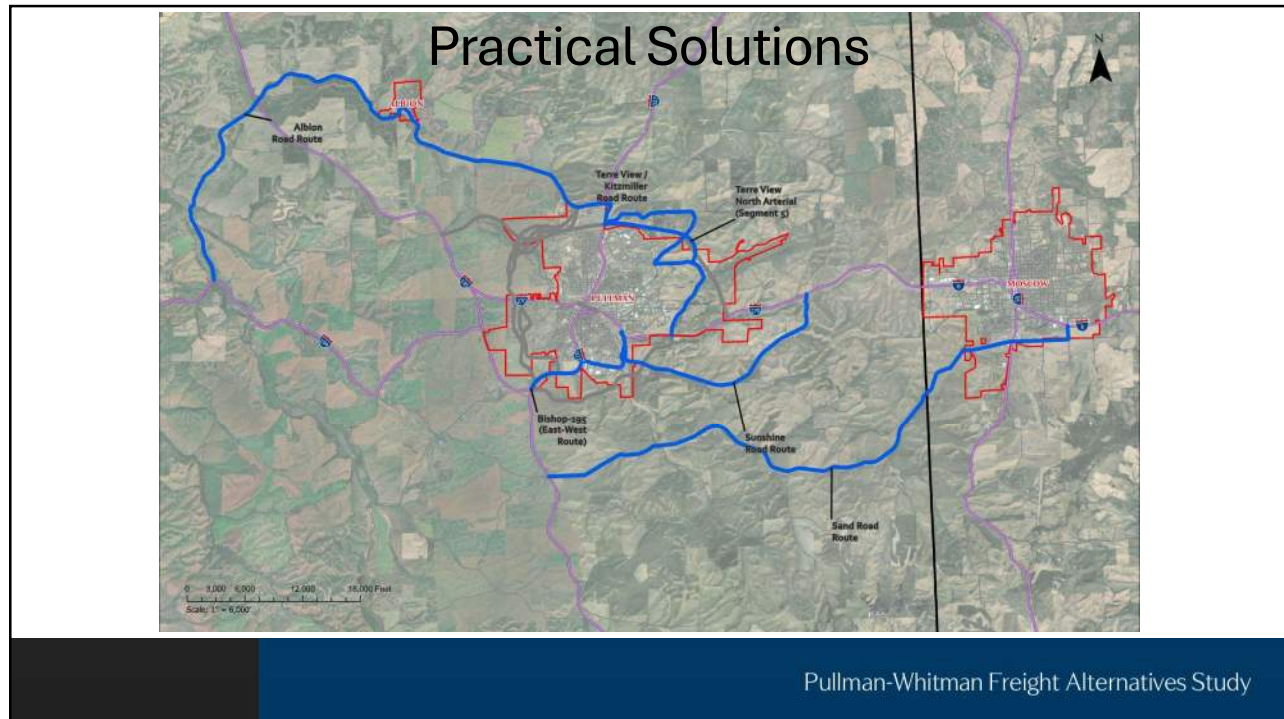 Practical Solutions
N
ALBION
Albion
Road Route
Terre View /
Kitzmiller
Road Route
Terre View
North Arterial
(Segment 5)
PULLMAN
MOSCOW
Bishop-195
(East-West
Route)
Sunshine
Road Route
Sand Road
Route
0 3,000 6,000 12,000 18,000 Feet
Scale: 1" = 6,000'
Pullman-Whitman Freight Alternatives Study